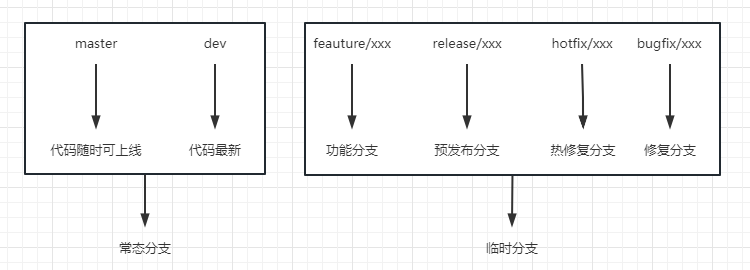 master dev feauture/xxx release/xxx hotfix/xxx bugfix/xxx
代码随时可上线 代码最新 功能分支 预发布分支 热修复分支 修复分支
常态分支 临时分支